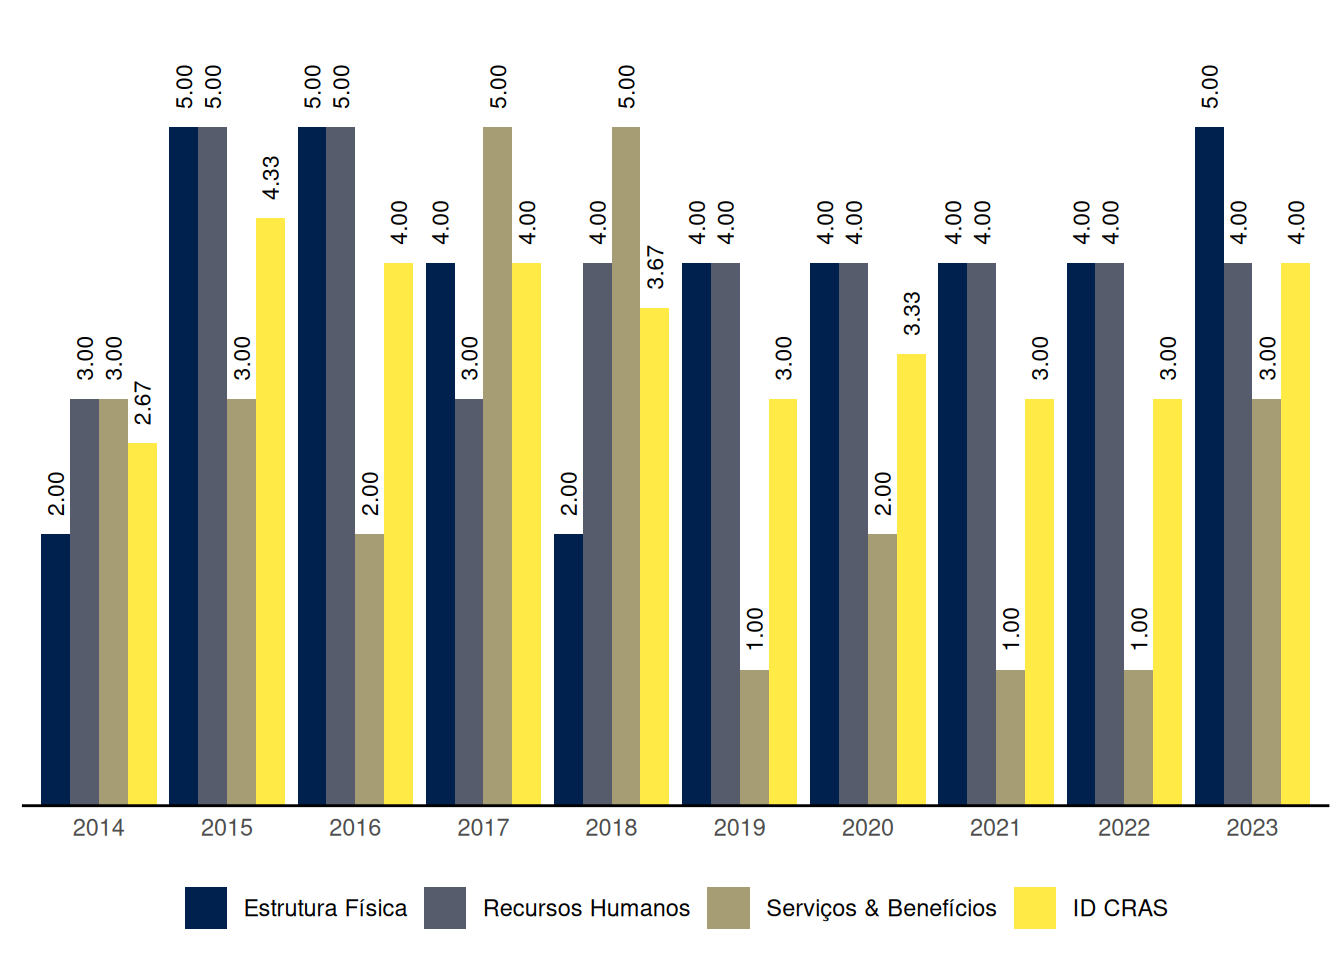 5.00 5.00 5.00 5.00 5.00 5.00 5.00
4.33
4.00 4.00 4.00 4.00 4.00 4.00 4.00 4.00 4.00 4.00 4.00 4.00 4.00 4.00
3.67
3.33
3.00 3.00 3.00 3.00 3.00 3.00 3.00 3.00
2.67
2.00 2.00 2.00 2.00
1.00 1.00 1.00
2014 2015 2016 2017 2018 2019 2020 2021 2022 2023
Estrutura Física Recursos Humanos Serviços & Benefícios ID CRAS